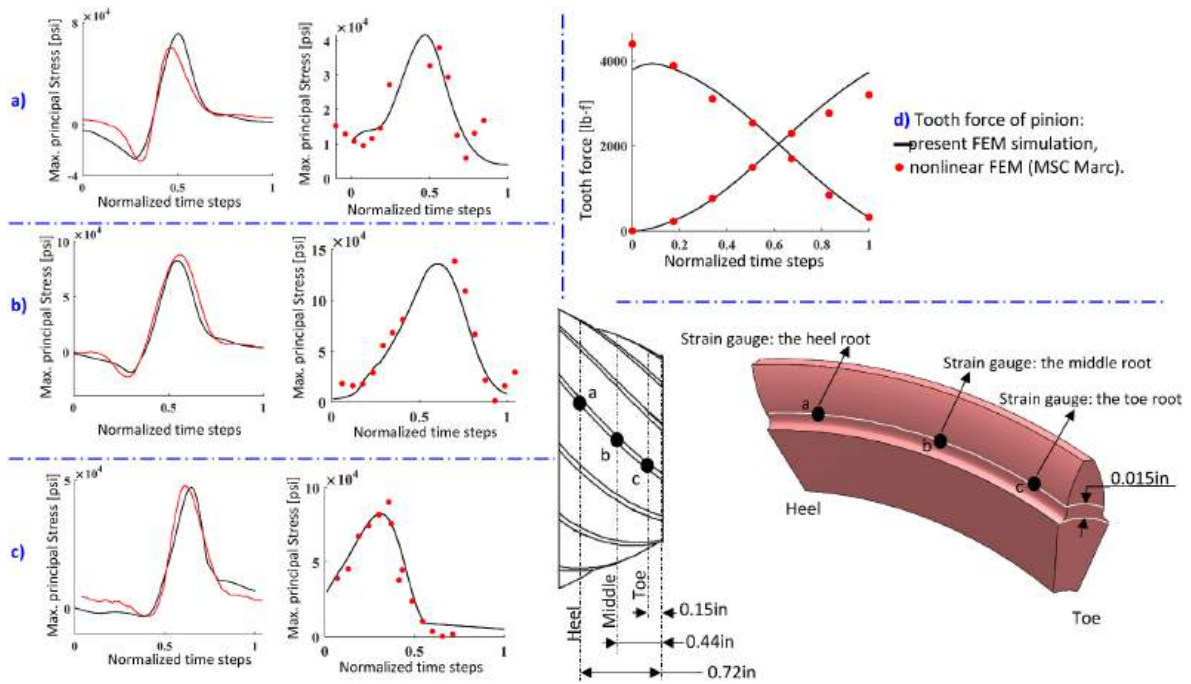 a)
Max. principal Stress [psi]
×10⁴
8
0
-4
0
0.5
1
Normalized time steps
Max. principal Stress [psi]
×10⁴
5
4
3
2
1
0
0
0.5
1
Normalized time steps
b)
Max. principal Stress [psi]
×10⁴
10
5
0
0
0.5
1
Normalized time steps
Max. principal Stress [psi]
×10⁴
15
10
5
0
0
0.5
1
Normalized time steps
c)
Max. principal Stress [psi]
×10⁴
5
0
0
0.5
1
Normalized time steps
Max. principal Stress [psi]
×10⁴
10
5
0
0
0.5
1
Normalized time steps
Tooth force [lb·f]
4000
2000
0
0
0.2
0.4
0.6
0.8
1
Normalized time steps
d) Tooth force of pinion:
present FEM simulation,
nonlinear FEM (MSC Marc).
a
b
c
Heel
Middle
Toe
0.15in
0.44in
0.72in
Strain gauge: the heel root
Strain gauge: the middle root
Strain gauge: the toe root
a
b
c
0.015in
Heel
Toe